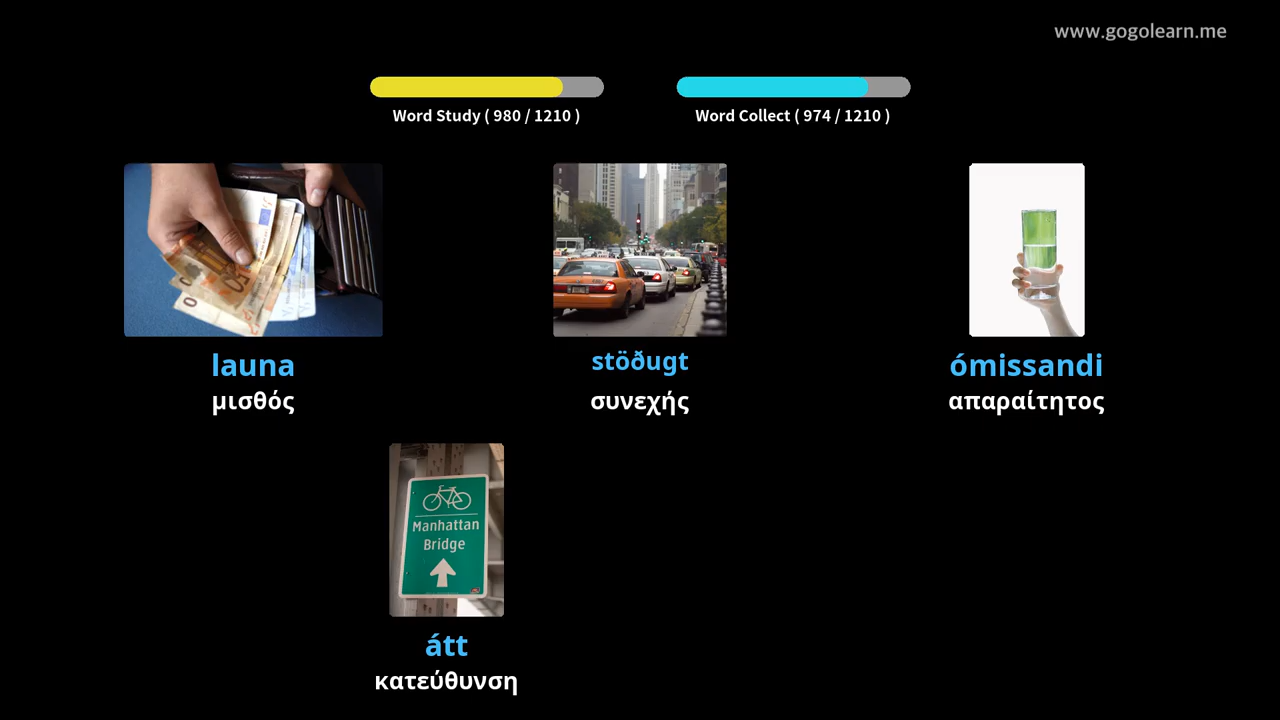 www.gogolearn.me
Word Study ( 980 / 1210 )
Word Collect ( 974 / 1210 )
launa
μισθός
stöðugt
συνεχής
ómissandi
απαραίτητος
Manhattan
Bridge
átt
κατεύθυνση